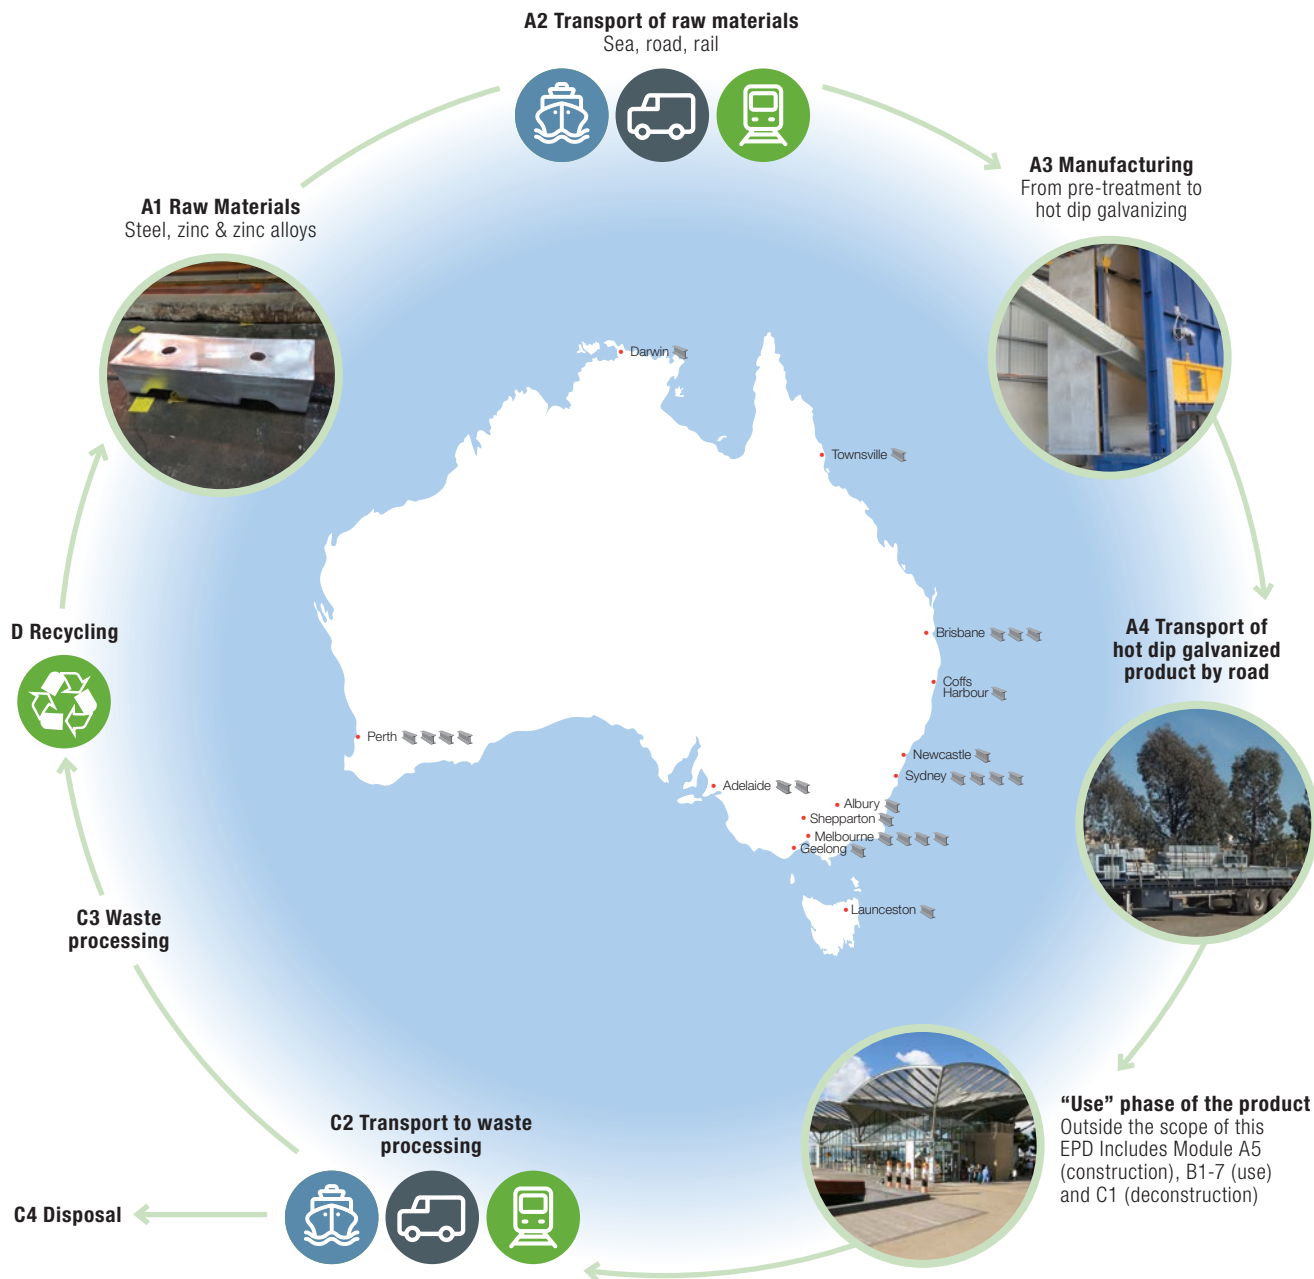 A2 Transport of raw materials
Sea, road, rail
A3 Manufacturing
From pre-treatment to
hot dip galvanizing
A1 Raw Materials
Steel, zinc & zinc alloys
Darwin
Townsville
D Recycling
Brisbane
A4 Transport of
hot dip galvanized
product by road
Coffs
Harbour
Perth
Newcastle
Sydney
Adelaide
Albury
Shepparton
Melbourne
Geelong
Launceston
C3 Waste
processing
"Use" phase of the product
Outside the scope of this
EPD Includes Module A5
(construction), B1-7 (use)
and C1 (deconstruction)
C2 Transport to waste
processing
C4 Disposal